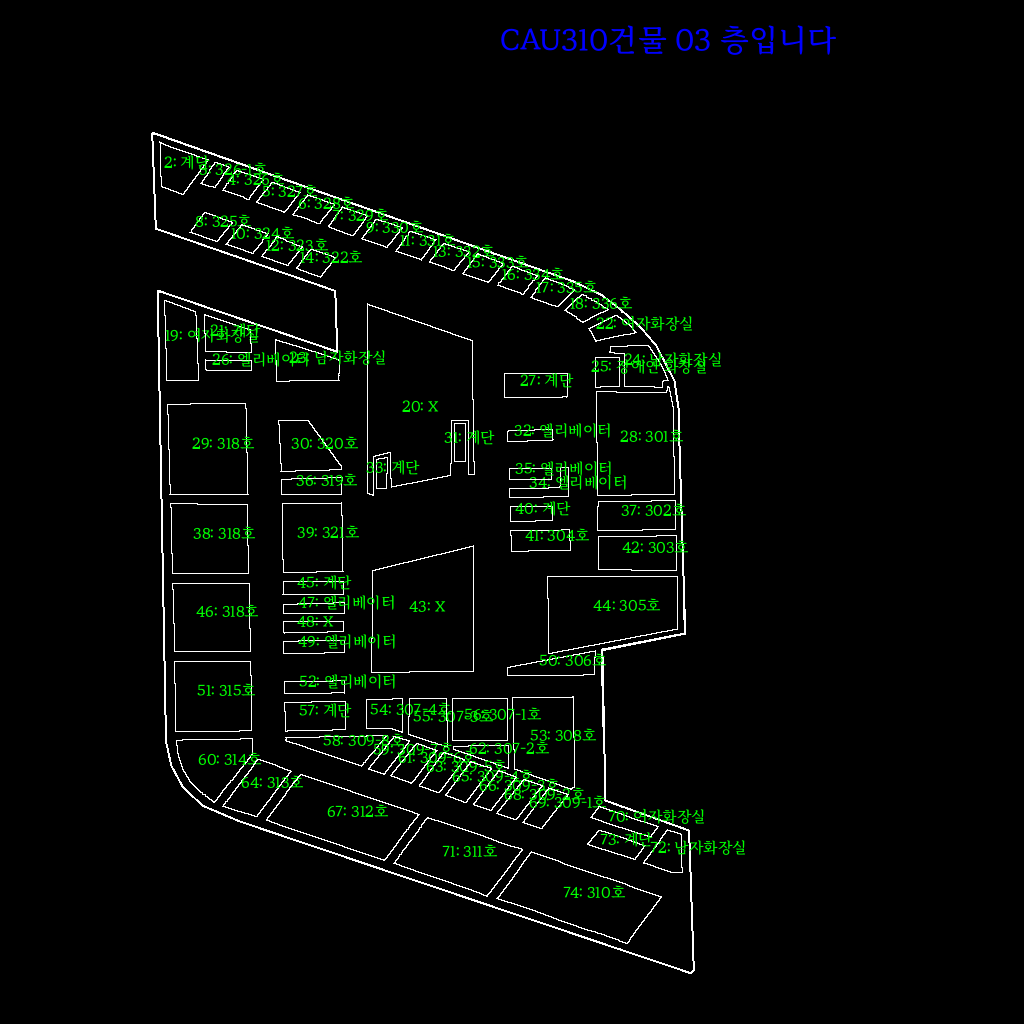 CAU310건물 03 층입니다
2: 계단
3: 326-1호
4: 326호
5: 327호
6: 328호
7: 329호
8: 325호
9: 330호
10: 324호
11: 331호
12: 323호
13: 332호
14: 322호
15: 333호
16: 334호
17: 335호
18: 336호
19: 여자화장실
20: X
21: 계단
22: 여자화장실
23: 남자화장실
24: 남자화장실
25: 장애인화장실
26: 엘리베이터
27: 계단
28: 301호
29: 318호
30: 320호
31: 계단
32: 엘리베이터
33: 계단
34: 엘리베이터
35: 엘리베이터
36: 319호
37: 302호
38: 318호
39: 321호
40: 계단
41: 304호
42: 303호
43: X
44: 305호
45: 계단
46: 318호
47: 엘리베이터
48: X
49: 엘리베이터
50: 306호
51: 315호
52: 엘리베이터
53: 308호
54: 307-4호
55: 307-3호
56: 307-1호
57: 계단
60: 314호
62: 307-2호
64: 313호
67: 312호
69: 309-1호
70: 여자화장실
71: 311호
72: 남자화장실
73: 계단
74: 310호